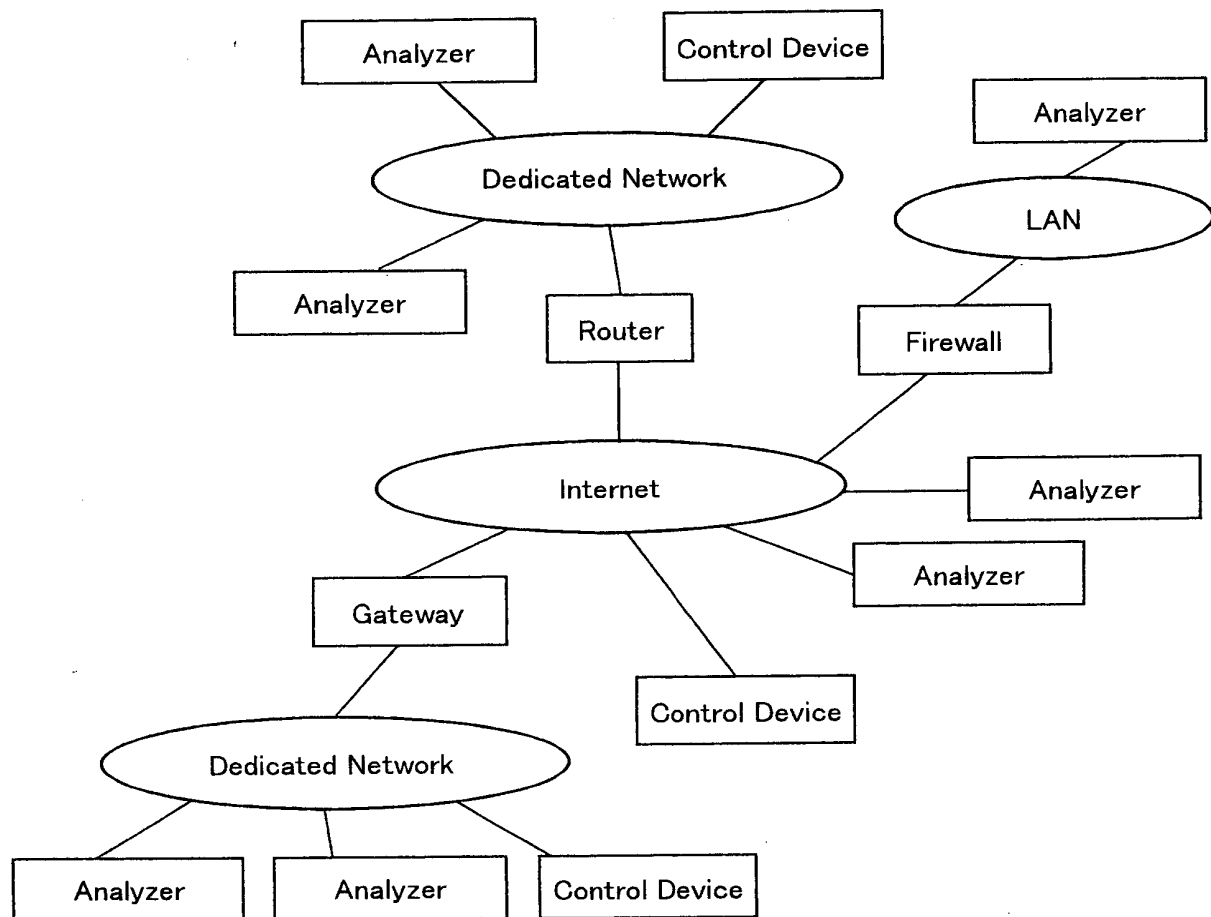 Analyzer
Control Device
Analyzer
Dedicated Network
LAN
Analyzer
Router
Firewall
Internet
Analyzer
Analyzer
Gateway
Control Device
Dedicated Network
Analyzer
Analyzer
Control Device